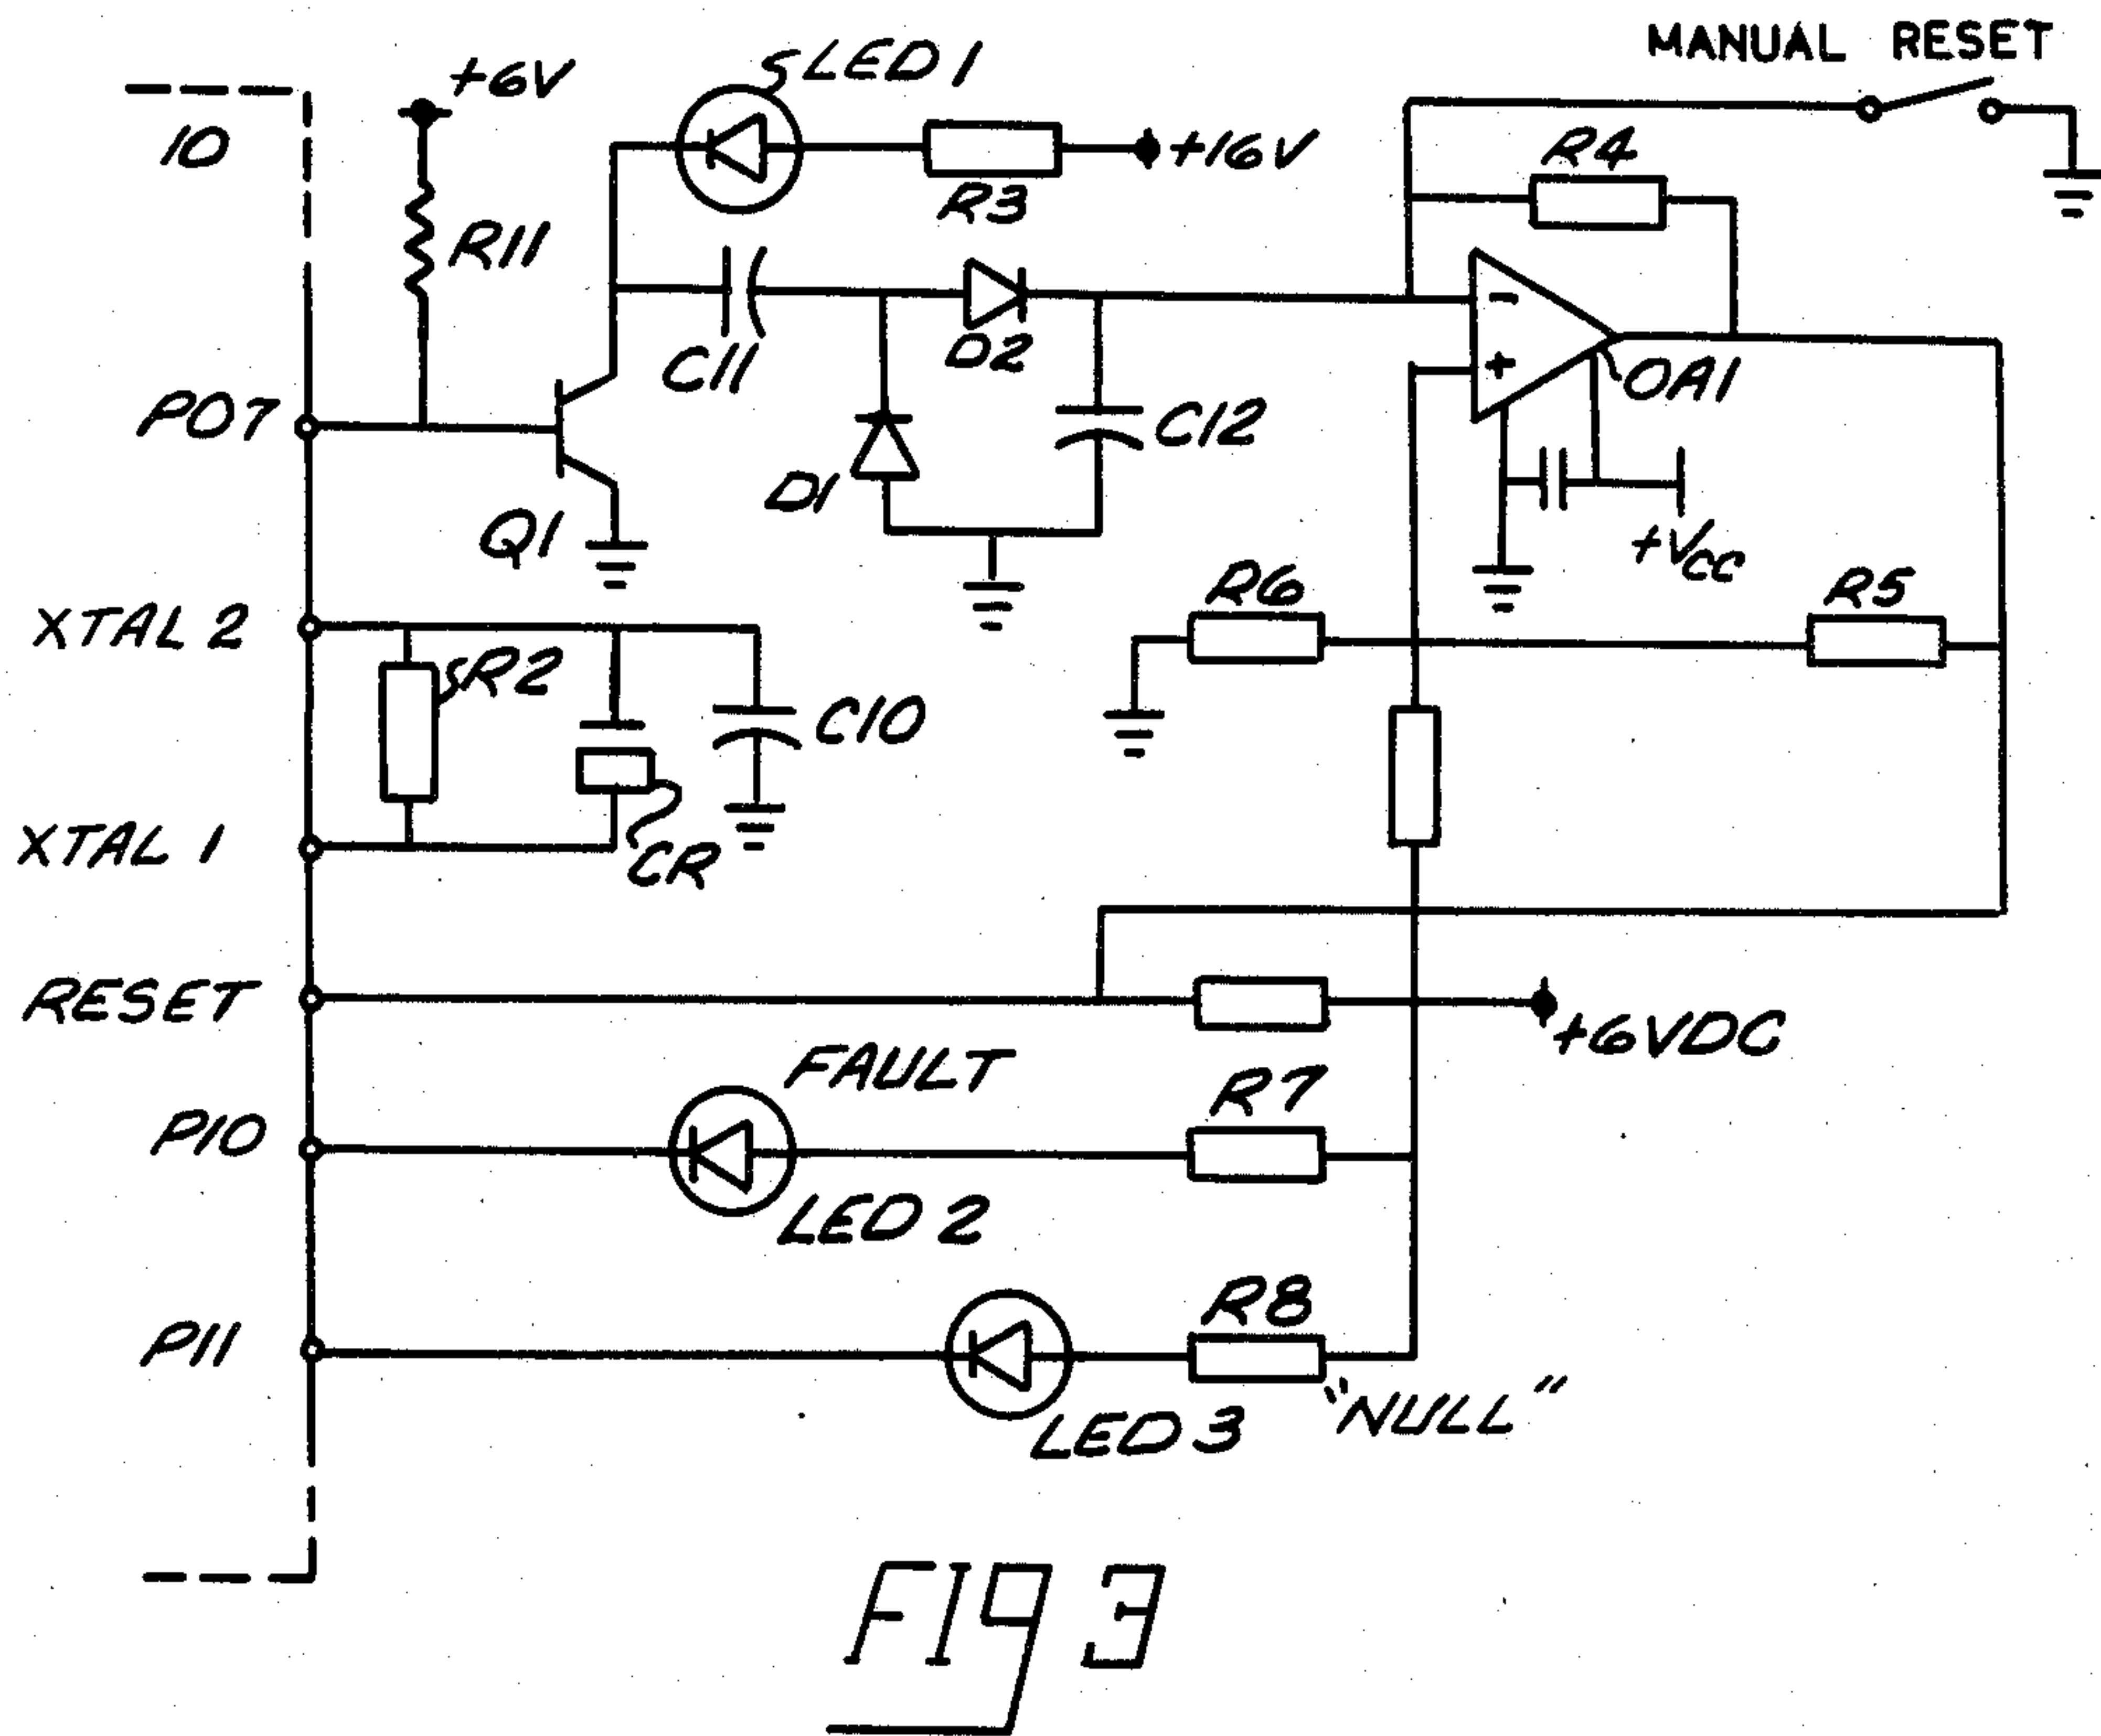 MANUAL RESET
LED 1
+6V
10
R3
+16V
R4
R11
P07
C11
D2
D1
C12
-
+
OA1
+VCC
Q1
R6
R5
XTAL 2
R2
C10
XTAL 1
CR
RESET
+6VDC
FAULT
P10
R7
LED 2
P11
R8
LED 3
"NULL"
FIG 3